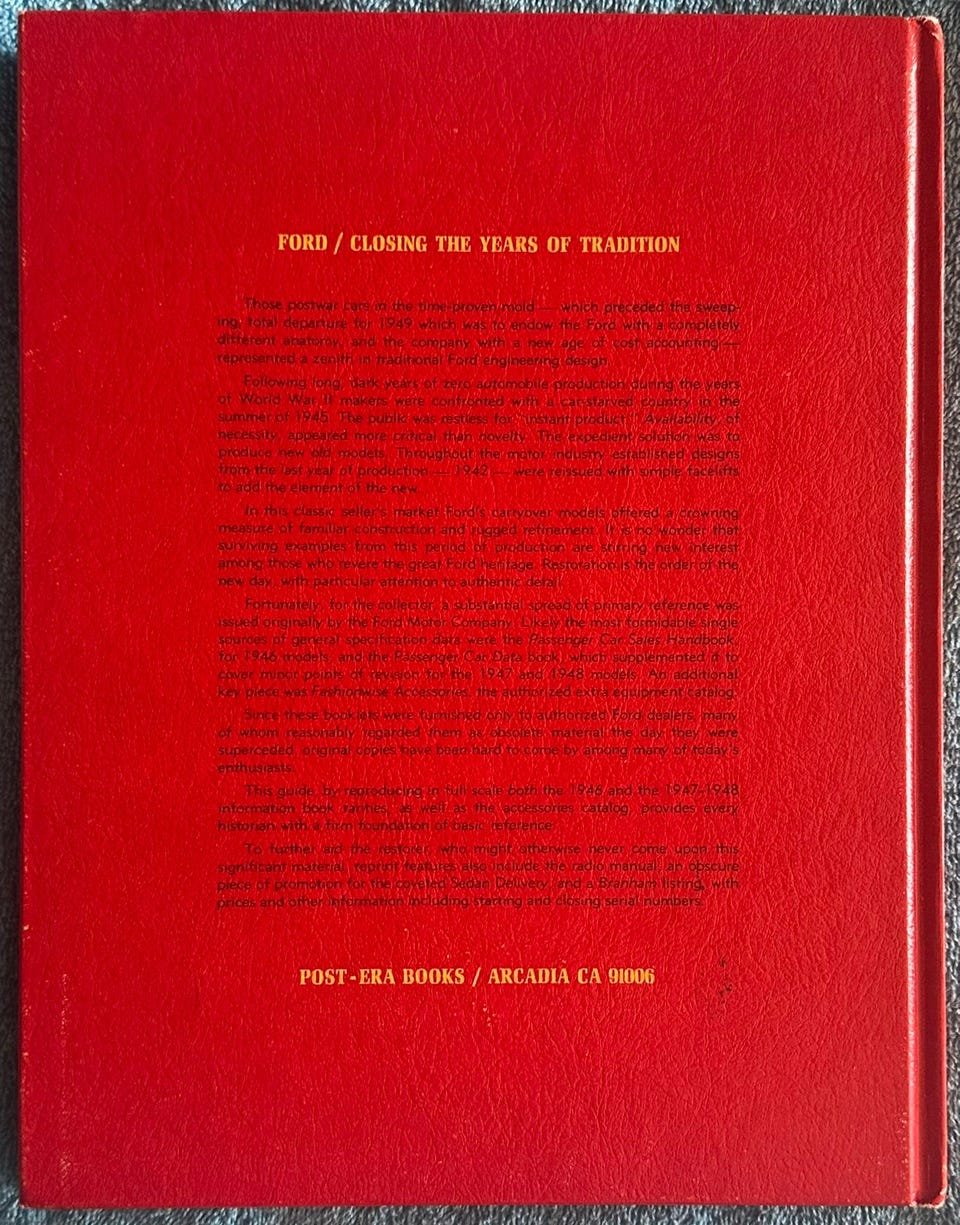 FORD / CLOSING THE YEARS OF TRADITION
Those postwar cars in the time-proven mold — which preceded the sweep-
ing, total departure for 1949 which was to endow the Ford with a completely
different anatomy, and the company with a new age of cost accounting —
represented a zenith in traditional Ford engineering design.
Following long, dark years of zero automobile production during the years
of World War II makers were confronted with a car-starved country in the
summer of 1945. The public was restless for "instant product." Availability, of
necessity, appeared more critical than novelty. The expedient solution was to
produce new old models. Throughout the motor industry established designs
from the last year of production — 1942 — were reissued with simple facelifts
to add the element of the new.
In this classic seller's market Ford's carryover models offered a crowning
measure of familiar construction and rugged refinement. It is no wonder that
surviving examples from this period of production are stirring new interest
among those who revere the great Ford heritage. Restoration is the order of the
new day, with particular attention to authentic detail.
Fortunately, for the collector, a substantial spread of primary reference was
issued originally by the Ford Motor Company. Likely the most formidable single
sources of general specification data were the Passenger Car Sales Handbook,
for 1946 models, and the Passenger Car Data book, which supplemented it to
cover minor points of revision for the 1947 and 1948 models. An additional
key piece was Fashionwise Accessories, the authorized extra equipment catalog.
Since these booklets were furnished only to authorized Ford dealers, many
of whom reasonably regarded them as obsolete material the day they were
superceded, original copies have been hard to come by among many of today's
enthusiasts.
This guide, by reproducing in full scale both the 1946 and the 1947-1948
information book rarities, as well as the accessories catalog, provides every
historian with a firm foundation of basic reference.
To further aid the restorer, who might otherwise never come upon this
significant material, reprint features also include the radio manual, an obscure
piece of promotion for the coveted Sedan Delivery, and a Branham listing, with
prices and other information including starting and closing serial numbers.
POST-ERA BOOKS / ARCADIA CA 91006